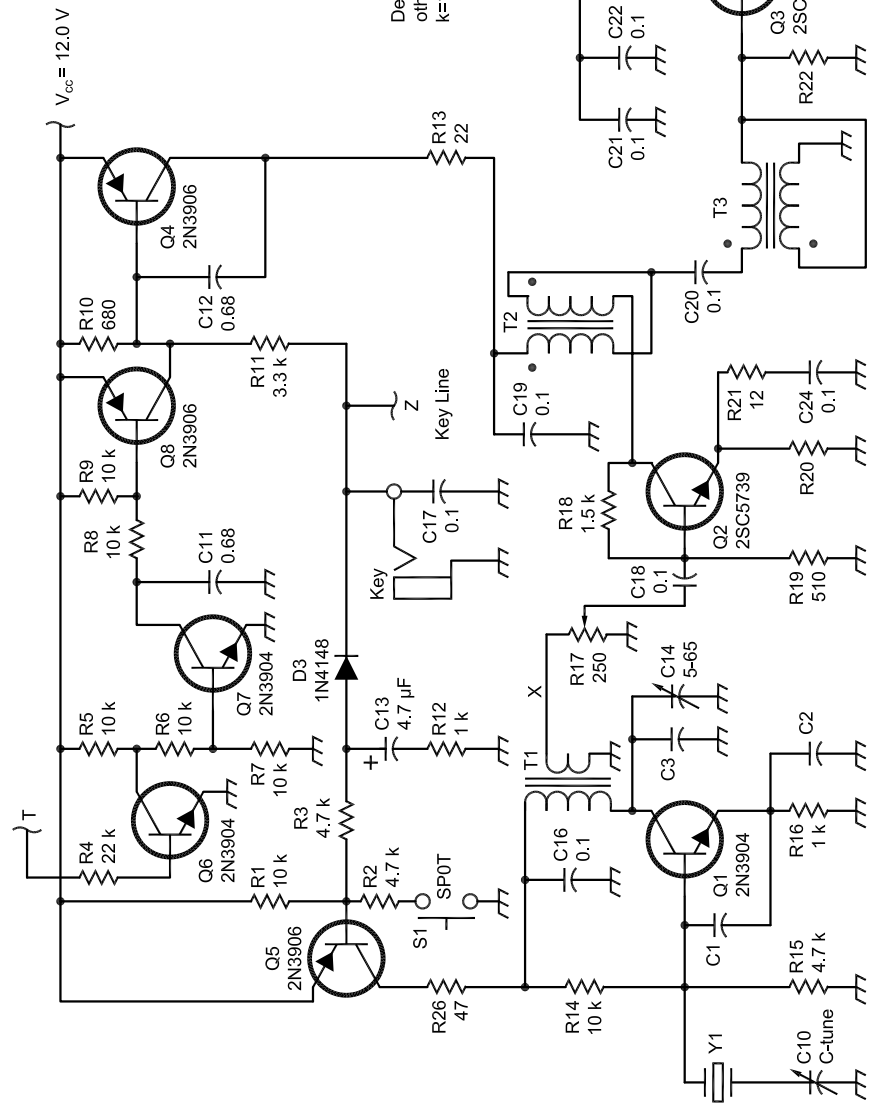 V_cc = 12.0 V
De
oth
k=
T
R4
22 k
R5
10 k
R6
10 k
R7
10 k
Q6
2N3904
R1
10 k
Q7
2N3904
R8
10 k
C11
0.68
R9
10 k
Q8
2N3906
R10
680
R11
3.3 k
C12
0.68
Q4
2N3906
R13
22
C21
0.1
C22
0.1
Q3
2SC
R22
Q5
2N3906
R2
4.7 k
S1
SP0T
R3
4.7 k
D3
1N4148
+
C13
4.7 µF
R12
1 k
Key
C17
0.1
Z
Key Line
C19
0.1
T2
T3
C20
0.1
R26
47
R14
10 k
C16
0.1
T1
X
R17
250
C18
0.1
R18
1.5 k
Q2
2SC5739
R21
12
C24
0.1
R20
R19
510
C3
C14
5-65
C2
R16
1 k
Q1
2N3904
C1
R15
4.7 k
Y1
C10
C-tune